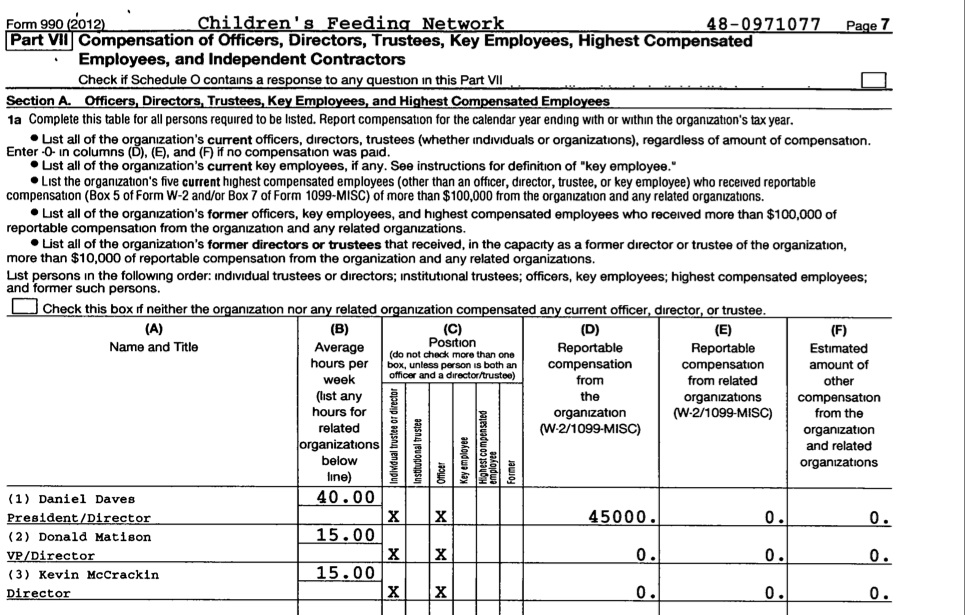 Form 990 (2012) Children's Feeding Network 48-0971077 Page 7
Part VII Compensation of Officers, Directors, Trustees, Key Employees, Highest Compensated
Employees, and Independent Contractors
Check if Schedule O contains a response to any question in this Part VII
Section A. Officers, Directors, Trustees, Key Employees, and Highest Compensated Employees
1a Complete this table for all persons required to be listed. Report compensation for the calendar year ending with or within the organization's tax year.
● List all of the organization's current officers, directors, trustees (whether individuals or organizations), regardless of amount of compensation.
Enter -0- in columns (D), (E), and (F) if no compensation was paid.
● List all of the organization's current key employees, if any. See instructions for definition of "key employee."
● List the organization's five current highest compensated employees (other than an officer, director, trustee, or key employee) who received reportable
compensation (Box 5 of Form W-2 and/or Box 7 of Form 1099-MISC) of more than $100,000 from the organization and any related organizations.
● List all of the organization's former officers, key employees, and highest compensated employees who received more than $100,000 of
reportable compensation from the organization and any related organizations.
● List all of the organization's former directors or trustees that received, in the capacity as a former director or trustee of the organization,
more than $10,000 of reportable compensation from the organization and any related organizations.
List persons in the following order: individual trustees or directors; institutional trustees; officers, key employees; highest compensated employees;
and former such persons.
Check this box if neither the organization nor any related organization compensated any current officer, director, or trustee.
(A)
Name and Title
(B)
Average
hours per
week
(list any
hours for
related
organizations
below
line)
(C)
Position
(do not check more than one
box, unless person is both an
officer and a director/trustee)
Individual trustee or director
Institutional trustee
Officer
Key employee
Highest compensated
employee
Former
(D)
Reportable
compensation
from
the
organization
(W-2/1099-MISC)
(E)
Reportable
compensation
from related
organizations
(W-2/1099-MISC)
(F)
Estimated
amount of
other
compensation
from the
organization
and related
organizations
(1) Daniel Daves 40.00
President/Director X X 45000. 0. 0.
(2) Donald Matison 15.00
VP/Director X X 0. 0. 0.
(3) Kevin McCrackin 15.00
Director X X 0. 0. 0.